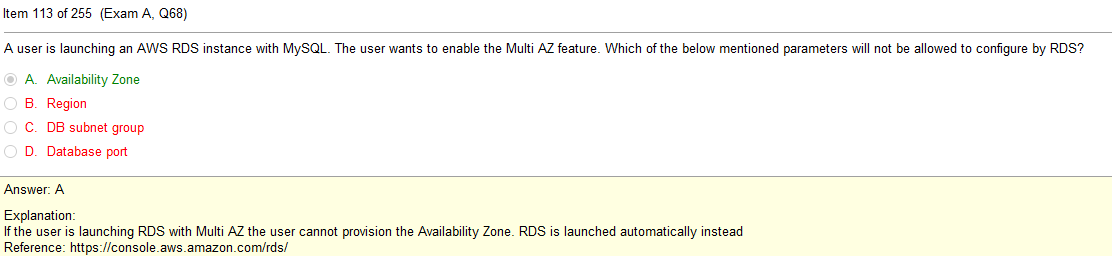 Item 113 of 255  (Exam A, Q68)
A user is launching an AWS RDS instance with MySQL. The user wants to enable the Multi AZ feature. Which of the below mentioned parameters will not be allowed to configure by RDS?
A. Availability Zone
B. Region
C. DB subnet group
D. Database port
Answer: A
Explanation:
If the user is launching RDS with Multi AZ the user cannot provision the Availability Zone. RDS is launched automatically instead
Reference: https://console.aws.amazon.com/rds/